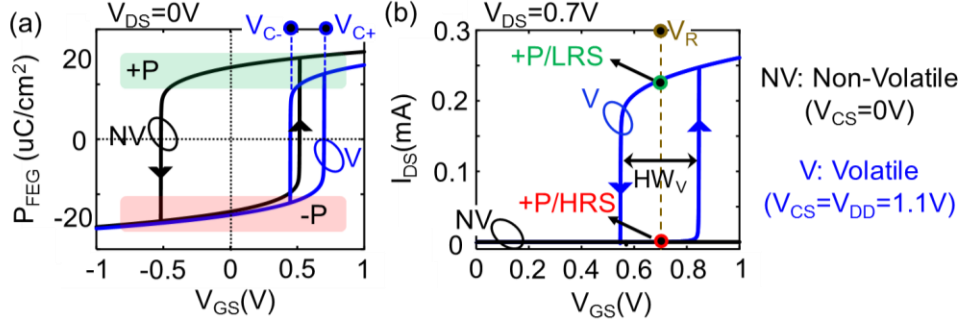 (a)
V_DS=0V
V_C-
V_C+
P_FEG (uC/cm²)
20
0
-20
+P
NV
V
-P
-1
-0.5
0
0.5
1
V_GS(V)
(b)
V_DS=0.7V
V_R
I_DS(mA)
0.3
0.2
0.1
0
+P/LRS
V
HW_V
+P/HRS
NV
0
0.2
0.4
0.6
0.8
1
V_GS(V)
NV: Non-Volatile
(V_CS=0V)
V: Volatile
(V_CS=V_DD=1.1V)